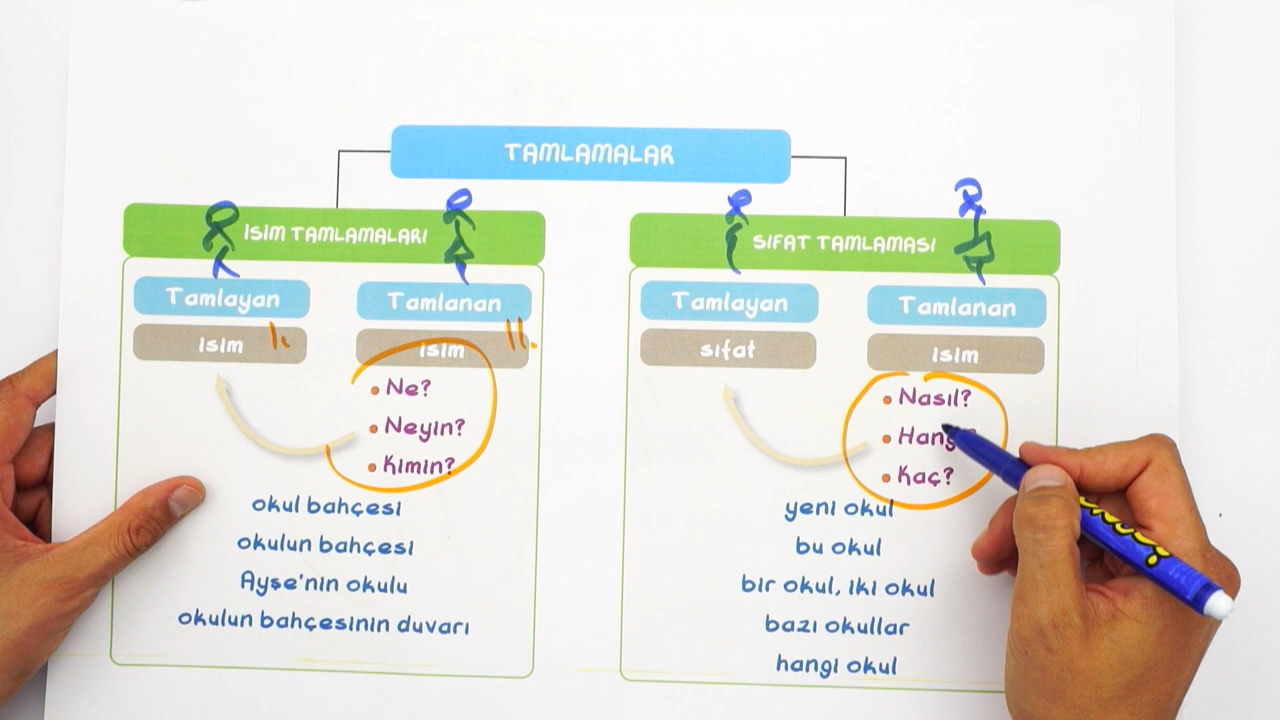 TAMLAMALAR
İSİM TAMLAMALARI
Tamlayan
Tamlanan
isim I.
isim II.
• Ne?
• Neyin?
• Kimin?
okul bahçesi
okulun bahçesi
Ayşe'nin okulu
okulun bahçesinin duvarı
SIFAT TAMLAMASI
Tamlayan
Tamlanan
sıfat
isim
• Nasıl?
• Kaç?
yeni okul
bu okul
bir okul, iki okul
bazı okullar
hangi okul